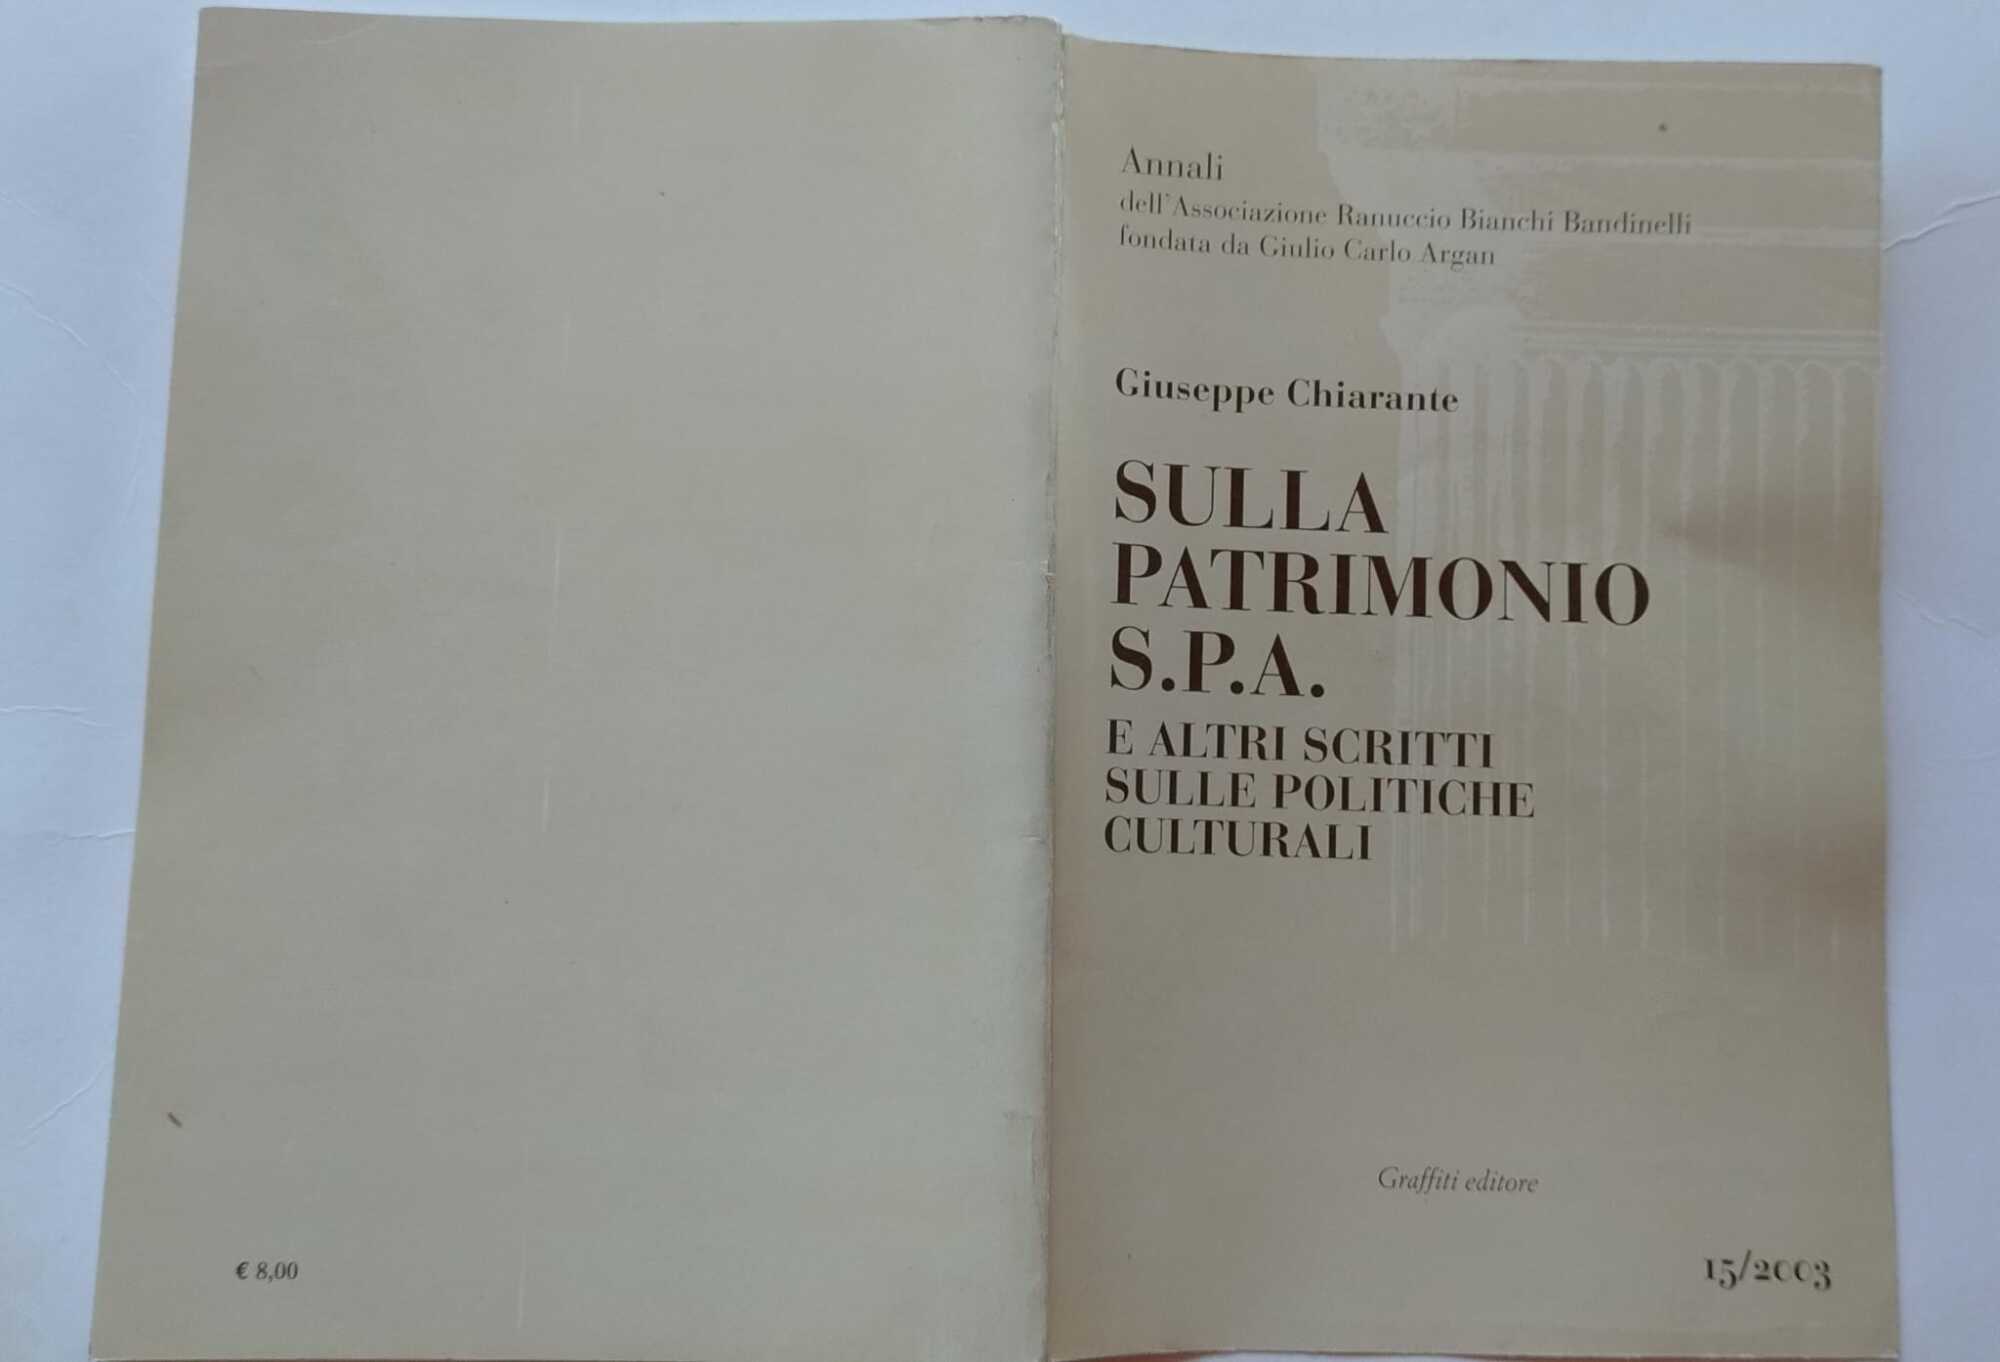 Annali
dell'Associazione Ranuccio Bianchi Bandinelli
fondata da Giulio Carlo Argan
Giuseppe Chiarante
SULLA
PATRIMONIO
S.P.A.
E ALTRI SCRITTI
SULLE POLITICHE
CULTURALI
Graffiti editore
15/2003
€ 8,00